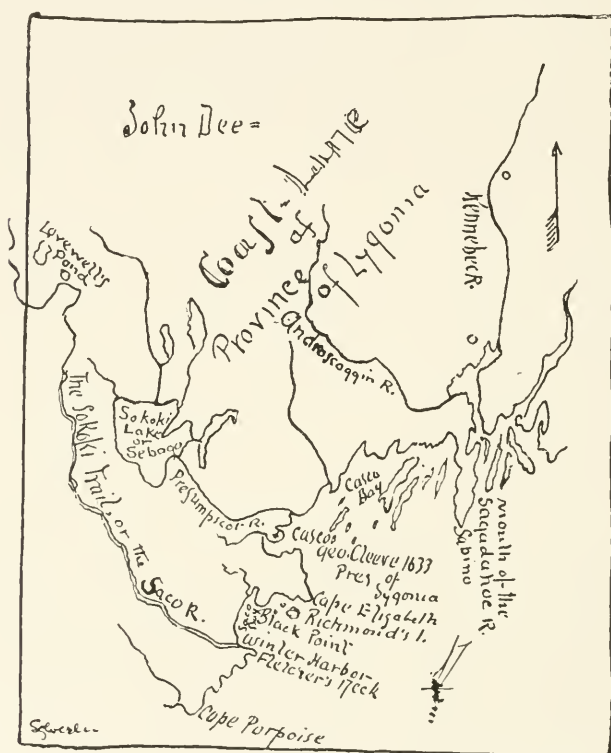 John Dee =
Coast-Line
of
Province
of Lygonia
Kennebec R.
Lovewell's
Pond
Androscoggin R.
The Sokoki Trail, or the Saco R.
Sokoki
Lake
or
Sebago
Presumpscot R.
Casco
Bay
Casco
Geo. Cleeve 1633
Pres of
Lygonia
Mouth of the
Sagadahoc R.
Sabino
Cape Elizabeth
Richmond's I.
Black Point
Winter Harbor
Fletcher's Neck
Cape Porpoise